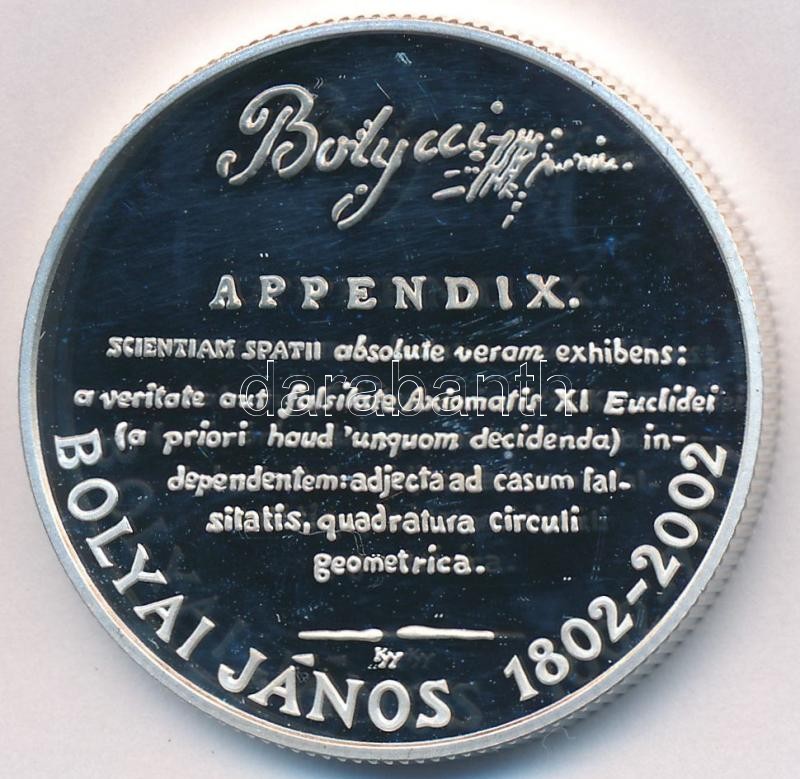 Bolyai
APPENDIX.
SCIENTIAM SPATII absolute veram exhibens:
a veritate aut falsitate Axiomatis XI Euclidei
(a priori haud unquam decidenda) in-
dependentem: adjecta ad casum fal-
sitatis, quadratura circuli
geometrica.
BOLYAI JÁNOS 1802-2002
darabanth